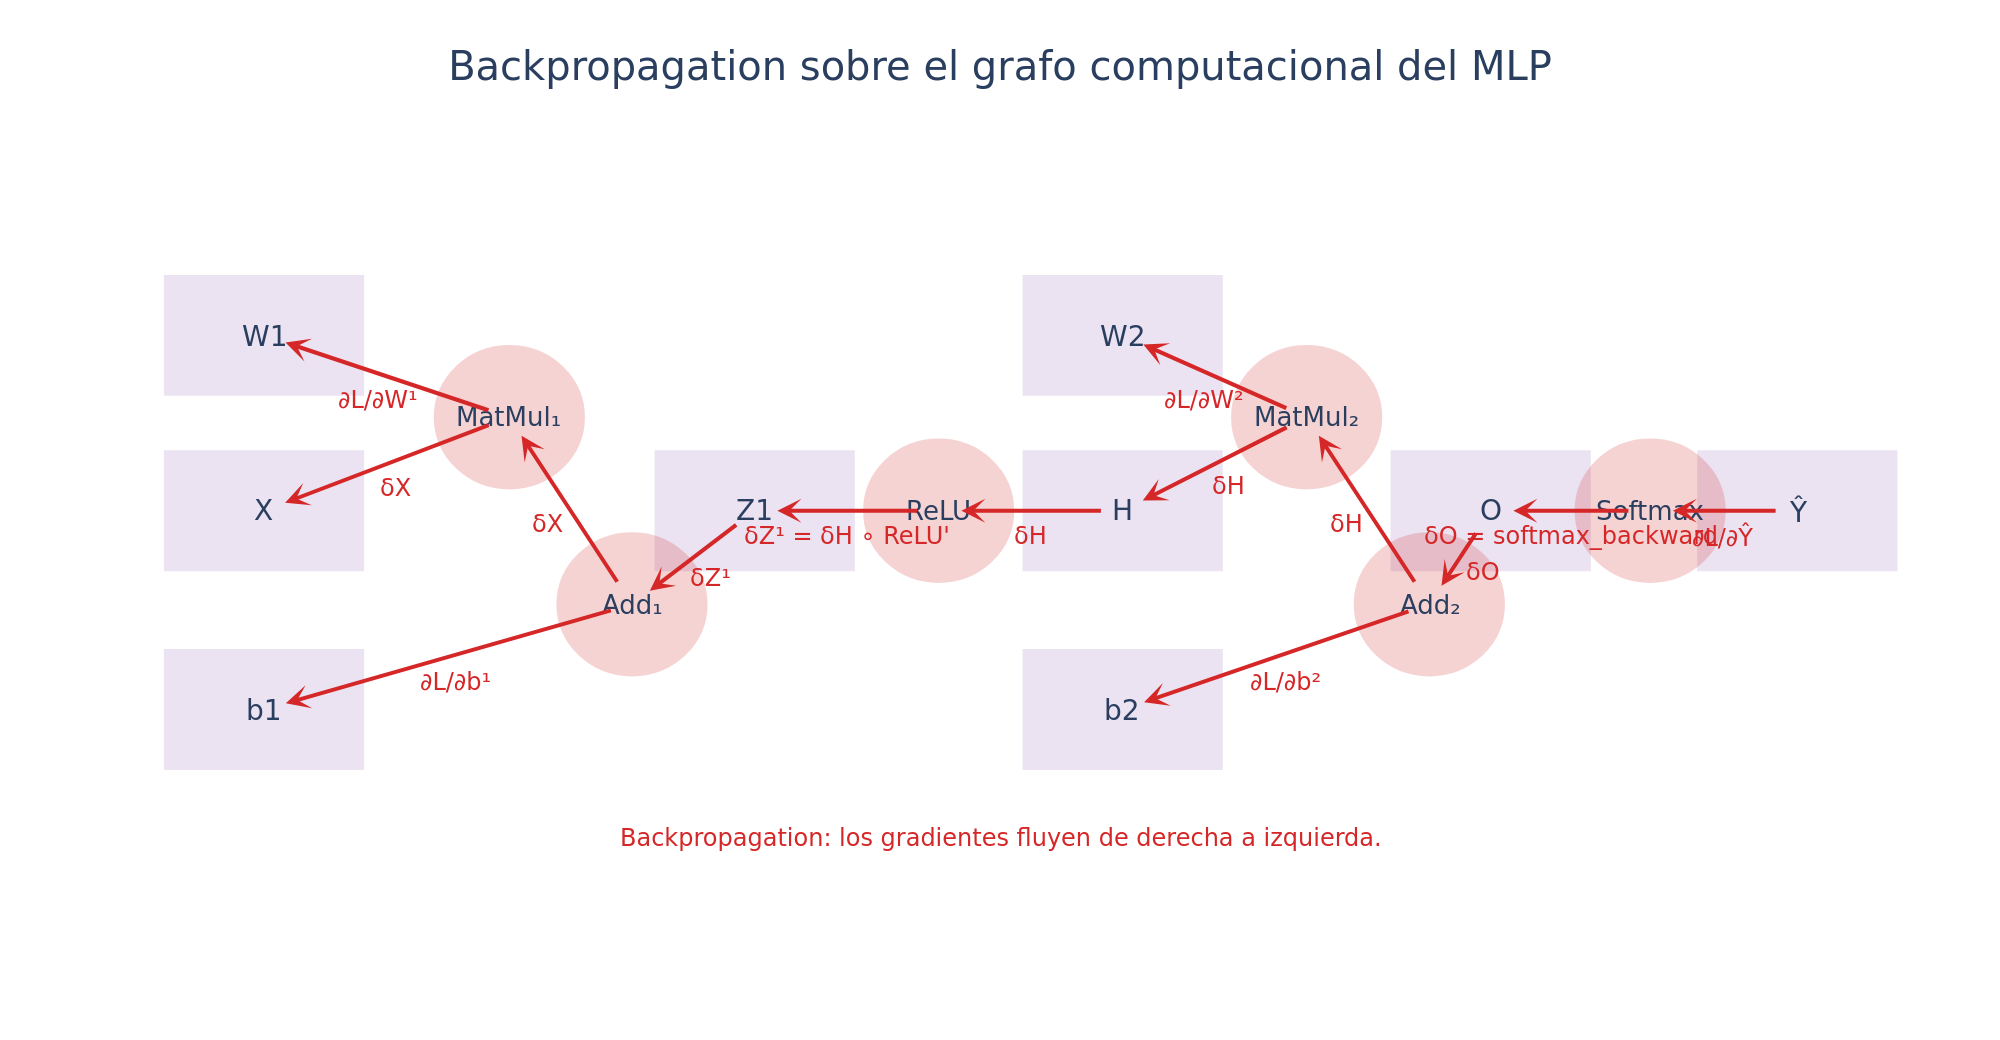 Backpropagation sobre el grafo computacional del MLP
W1
W2
∂L/∂W¹
∂L/∂W²
MatMul₁
MatMul₂
δX
δH
X
δX
Z1
ReLU
H
δH
O
Softmax
Ŷ
δZ¹ = δH ∘ ReLU'
δH
δO = softmax_backward
∂L/∂Ŷ
δZ¹
δO
Add₁
Add₂
∂L/∂b¹
∂L/∂b²
b1
b2
Backpropagation: los gradientes fluyen de derecha a izquierda.